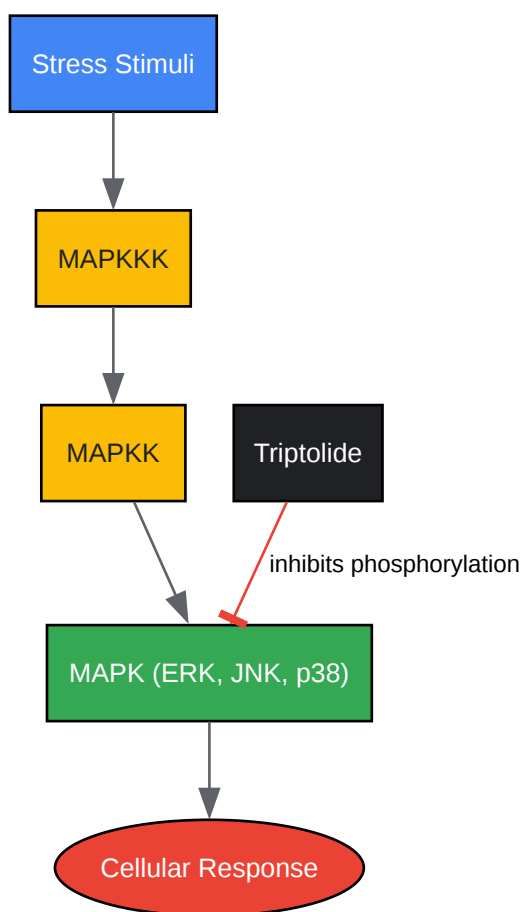 Stress Stimuli
MAPKKK
MAPKK
Triptolide
inhibits phosphorylation
MAPK (ERK, JNK, p38)
Cellular Response